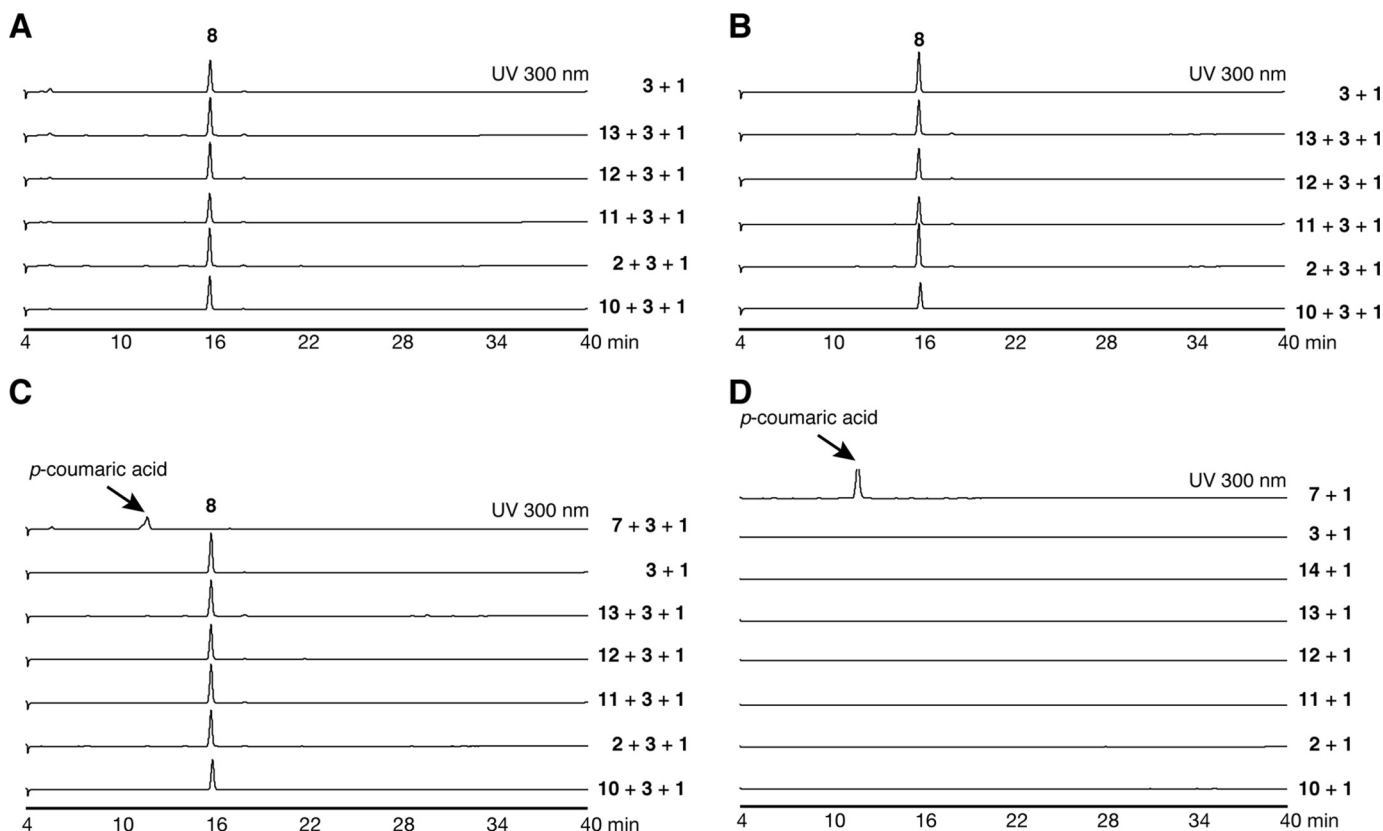 A
8
UV 300 nm
3 + 1
13 + 3 + 1
12 + 3 + 1
11 + 3 + 1
2 + 3 + 1
10 + 3 + 1
4 10 16 22 28 34 40 min
B
8
UV 300 nm
3 + 1
13 + 3 + 1
12 + 3 + 1
11 + 3 + 1
2 + 3 + 1
10 + 3 + 1
4 10 16 22 28 34 40 min
C
p-coumaric acid
8
UV 300 nm
7 + 3 + 1
3 + 1
13 + 3 + 1
12 + 3 + 1
11 + 3 + 1
2 + 3 + 1
10 + 3 + 1
4 10 16 22 28 34 40 min
D
p-coumaric acid
UV 300 nm
7 + 1
3 + 1
14 + 1
13 + 1
12 + 1
11 + 1
2 + 1
10 + 1
4 10 16 22 28 34 40 min